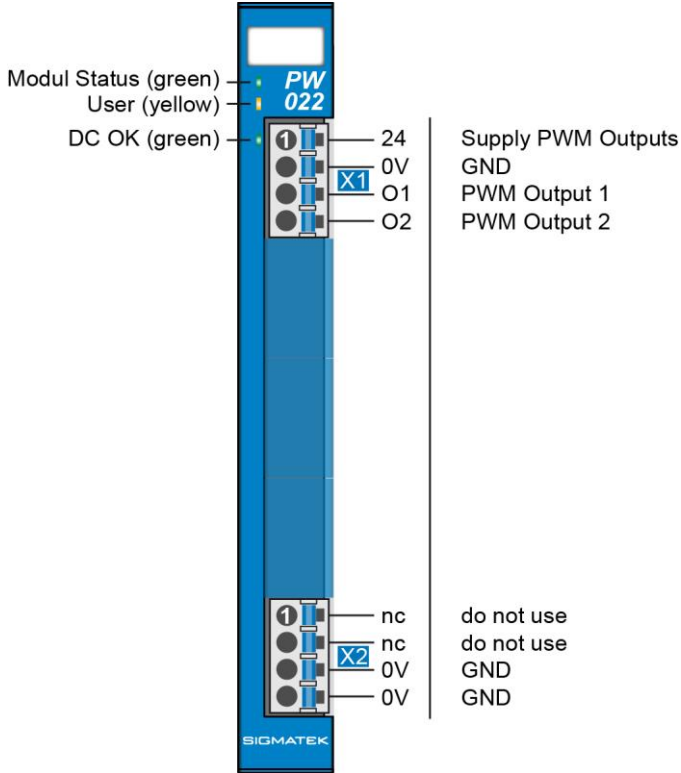 Modul Status (green)
User (yellow)
DC OK (green)
PW
022
1
X1
24 Supply PWM Outputs
0V GND
O1 PWM Output 1
O2 PWM Output 2
1
X2
nc do not use
nc do not use
0V GND
0V GND
SIGMATEK